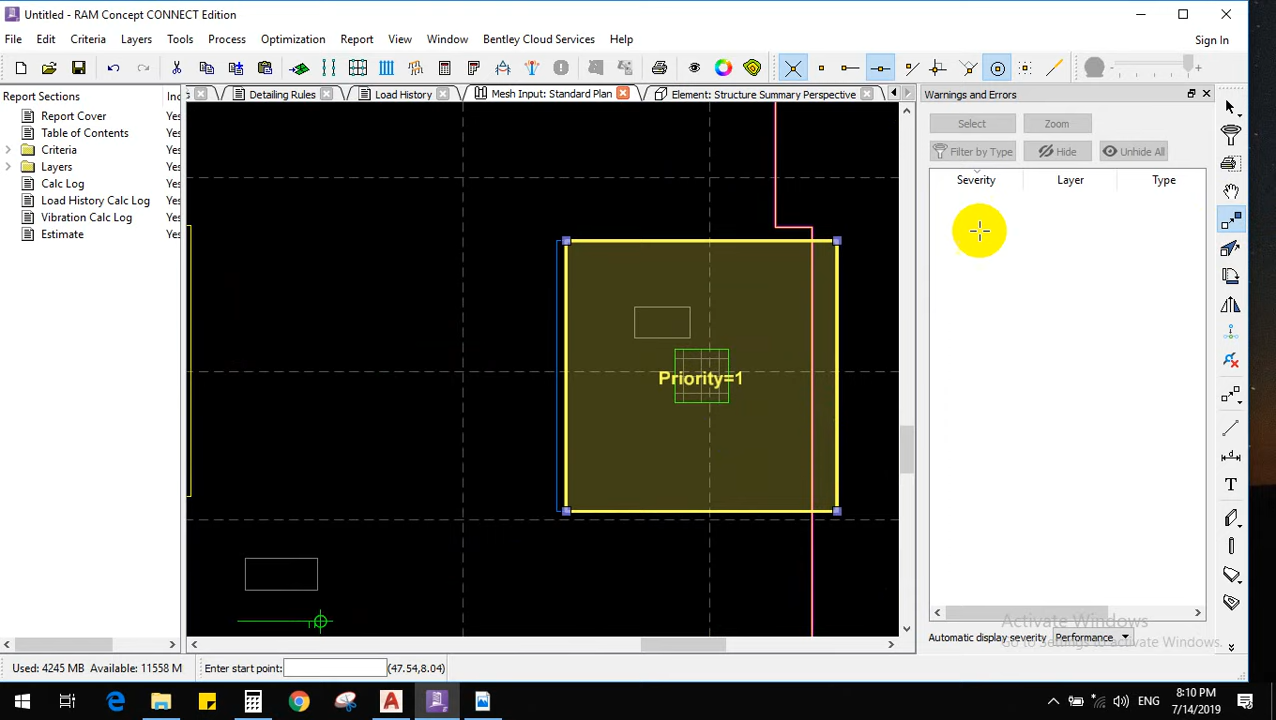 Untitled - RAM Concept CONNECT Edition
File Edit Criteria Layers Tools Process Optimization Report View Window Bentley Cloud Services Help
Sign In
Report Sections
Detailing Rules Load History Mesh Input: Standard Plan Element: Structure Summary Perspective
Warnings and Errors
Report Cover Yes
Table of Contents Yes
Criteria Yes
Layers Yes
Calc Log Yes
Load History Calc Log Yes
Vibration Calc Log Yes
Estimate Yes
Select Zoom
Filter by Type Hide Unhide All
Severity Layer Type
Priority=1
Activate Windows
Go to Settings to activate Windows.
Automatic display severity Performance
Used: 4245 MB Available: 11558 M Enter start point: (47.54,8.04)
ENG
8:10 PM
7/14/2019